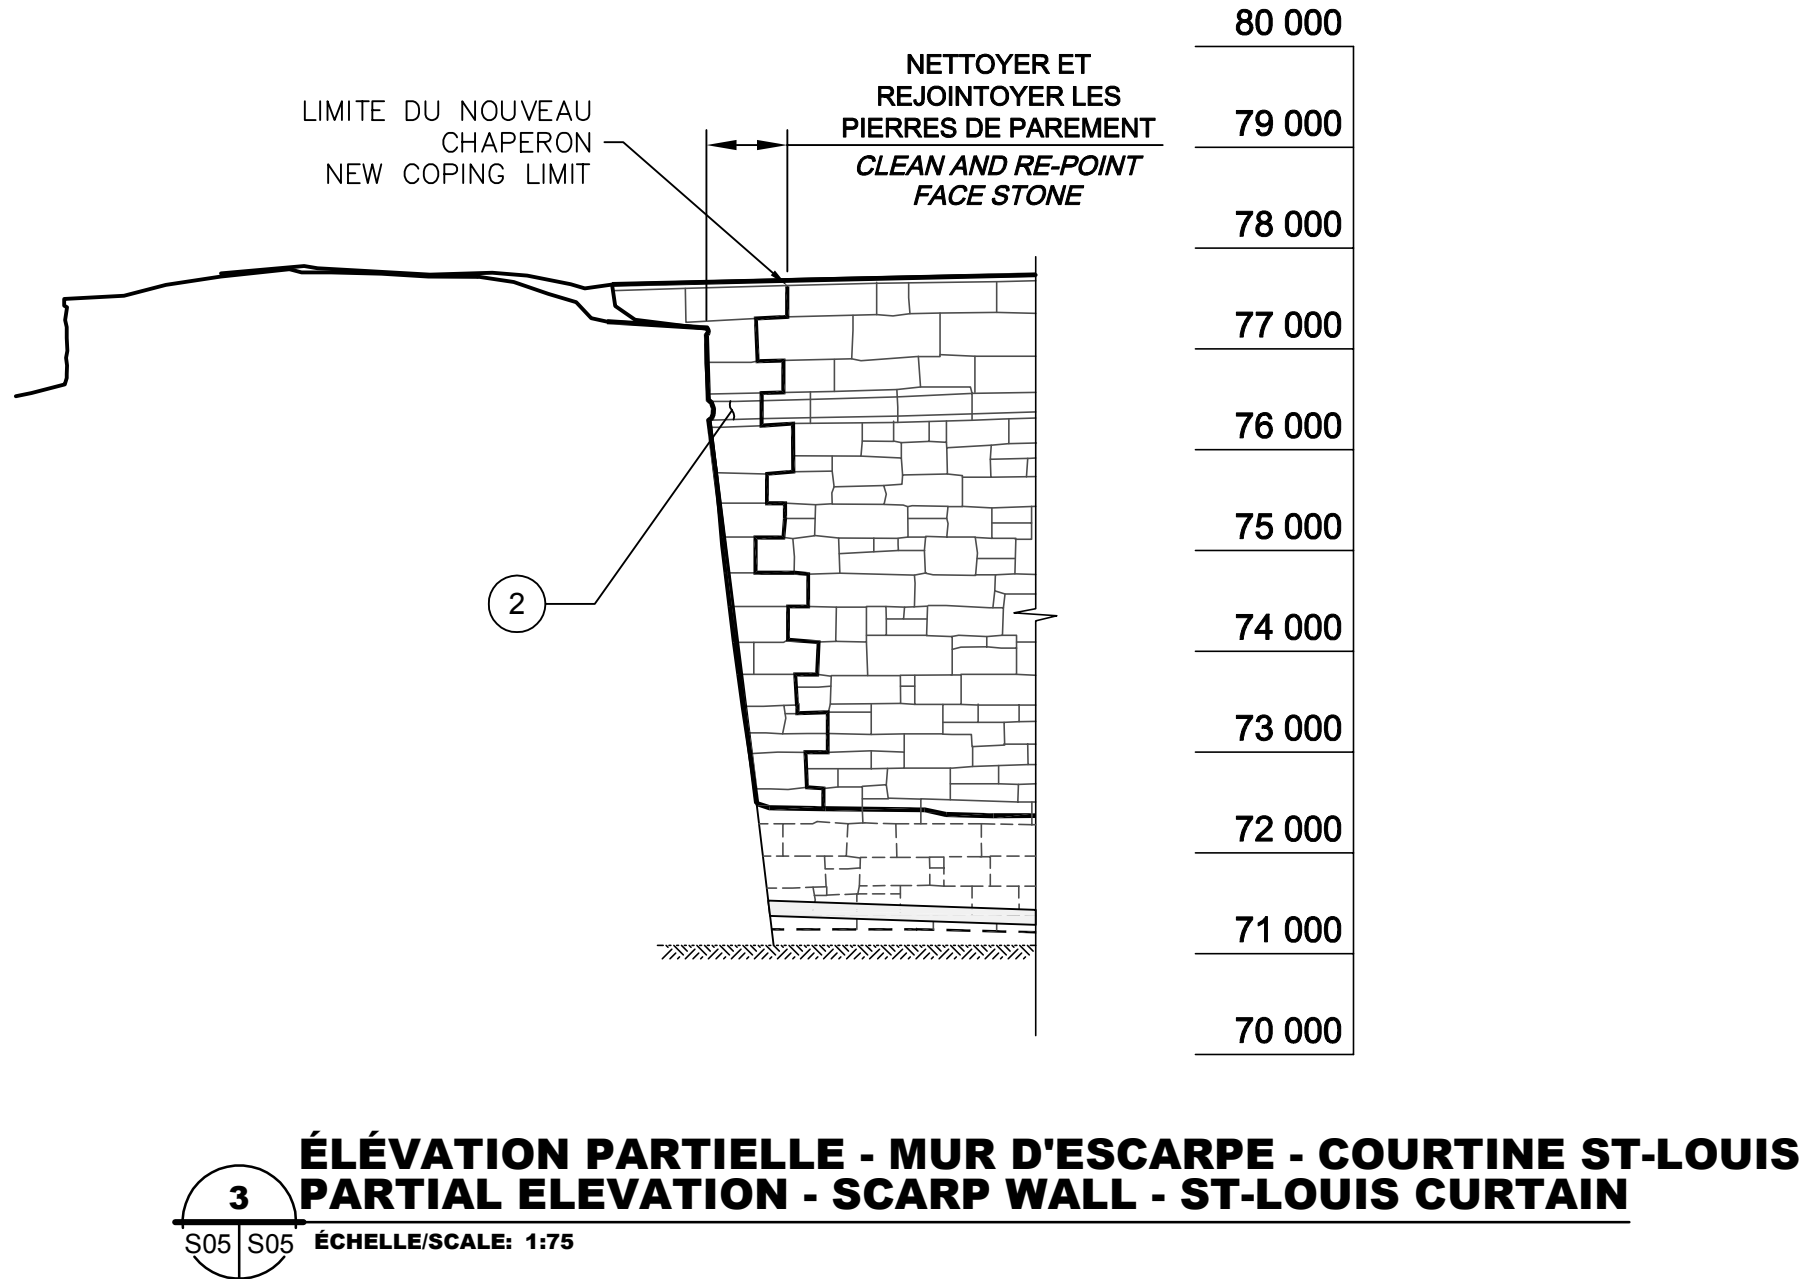 80 000
NETTOYER ET
REJOINTOYER LES
PIERRES DE PAREMENT
CLEAN AND RE-POINT
FACE STONE
LIMITE DU NOUVEAU
CHAPERON
NEW COPING LIMIT
79 000
78 000
77 000
76 000
75 000
2
74 000
73 000
72 000
71 000
70 000
ÉLÉVATION PARTIELLE - MUR D'ESCARPE - COURTINE ST-LOUIS
PARTIAL ELEVATION - SCARP WALL - ST-LOUIS CURTAIN
3
S05 S05
ÉCHELLE/SCALE: 1:75